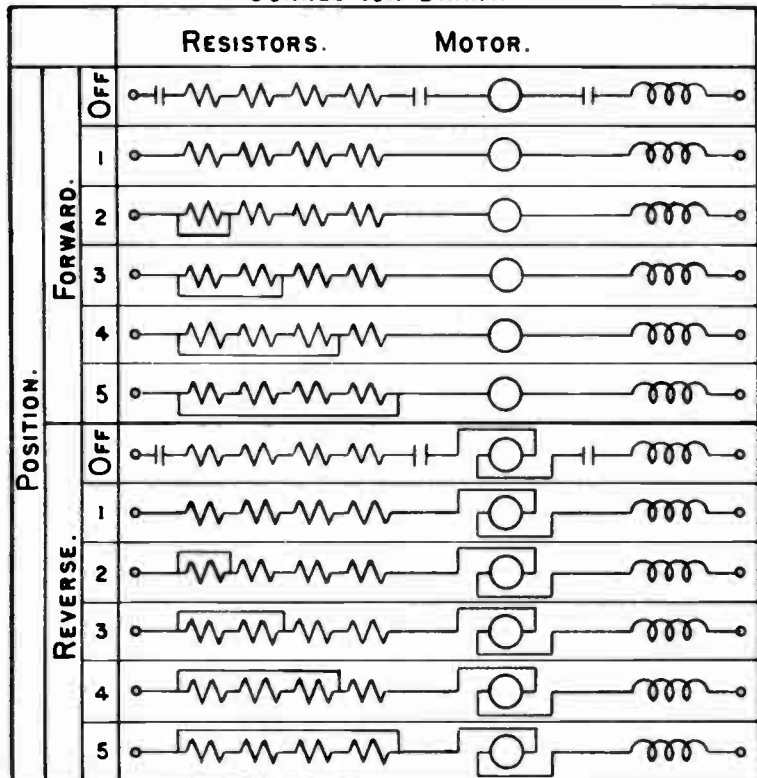 RESISTORS. MOTOR.
POSITION.
FORWARD.
OFF
1
2
3
4
5
REVERSE.
OFF
1
2
3
4
5